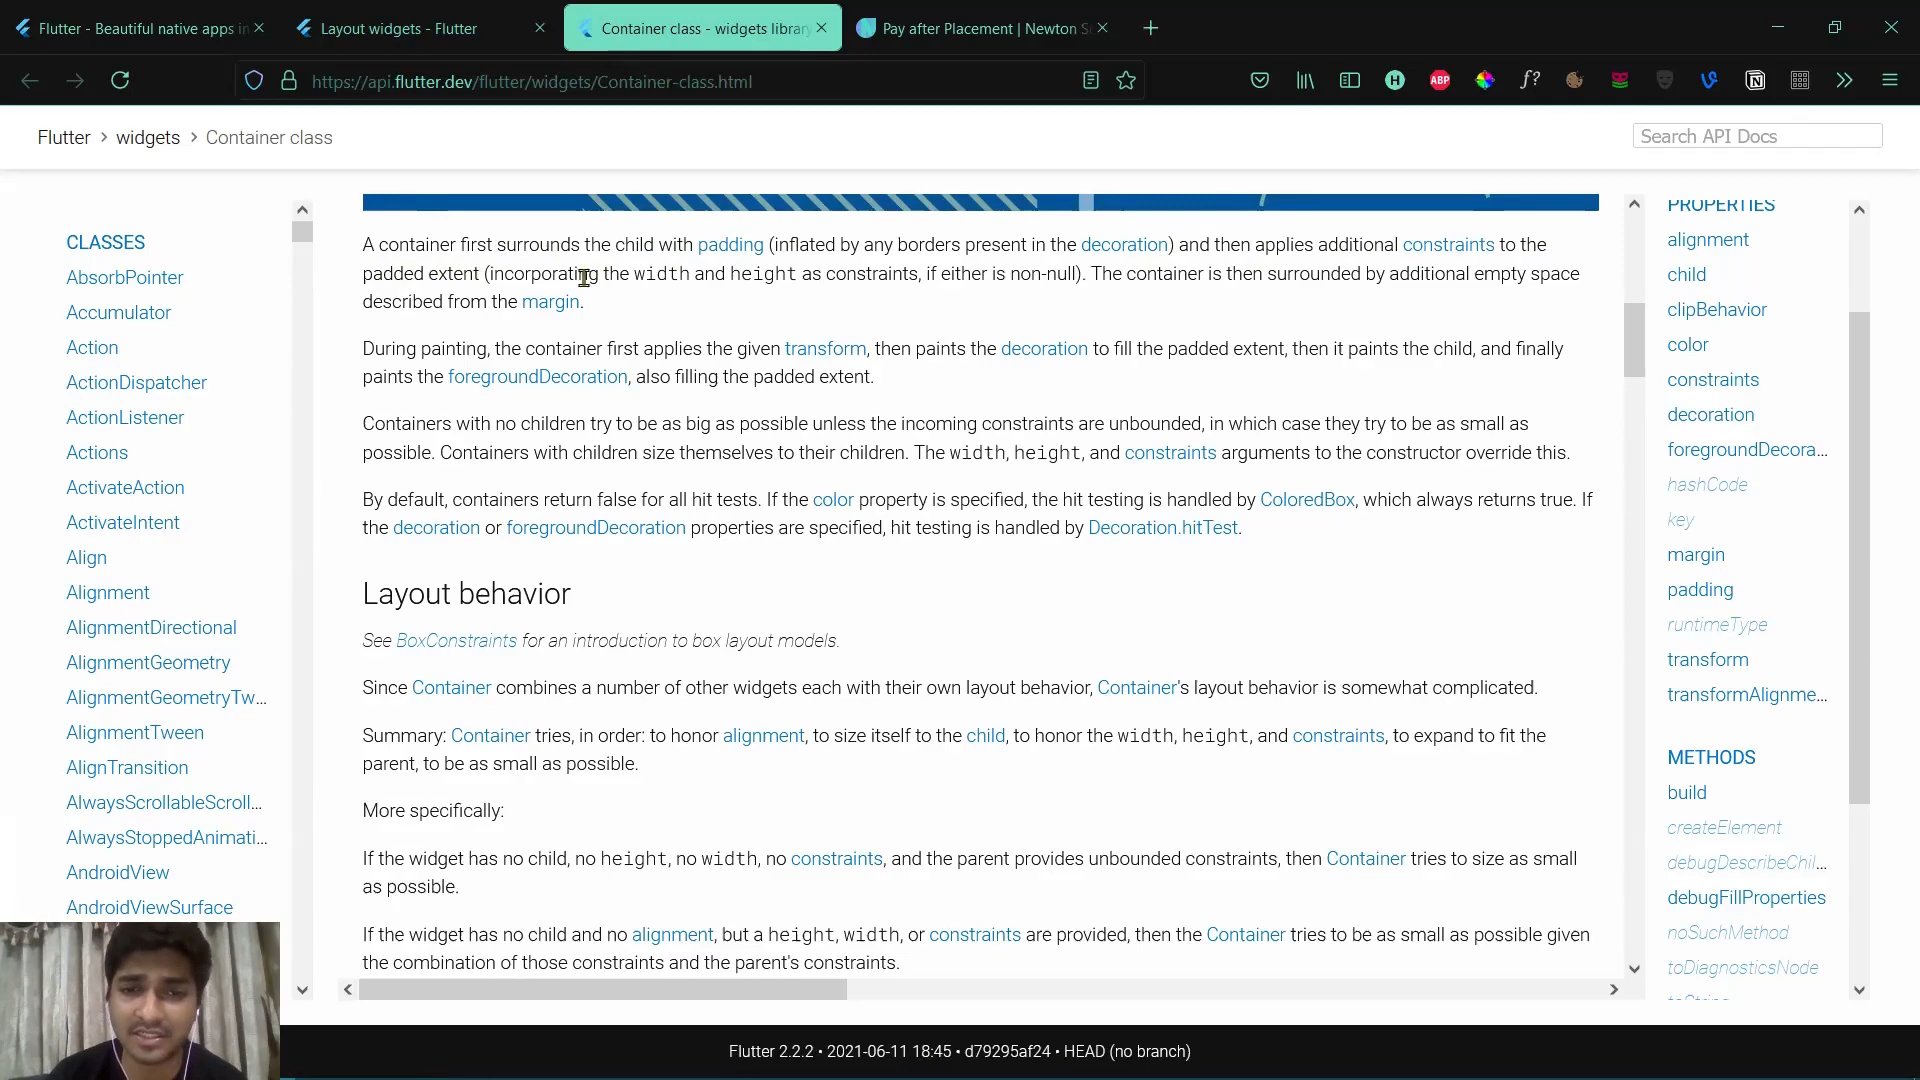 Flutter - Beautiful native apps in
Layout widgets - Flutter
Container class - widgets library
Pay after Placement | Newton Sc
https://api.flutter.dev/flutter/widgets/Container-class.html
H
ABP
f?
Flutter > widgets > Container class
Search API Docs
CLASSES
AbsorbPointer
Accumulator
Action
ActionDispatcher
ActionListener
Actions
ActivateAction
ActivateIntent
Align
Alignment
AlignmentDirectional
AlignmentGeometry
AlignmentGeometryTw...
AlignmentTween
AlignTransition
AlwaysScrollableScroll...
AlwaysStoppedAnimati...
AndroidView
AndroidViewSurface
A container first surrounds the child with padding (inflated by any borders present in the decoration) and then applies additional constraints to the
padded extent (incorporating the width and height as constraints, if either is non-null). The container is then surrounded by additional empty space
described from the margin.
During painting, the container first applies the given transform, then paints the decoration to fill the padded extent, then it paints the child, and finally
paints the foregroundDecoration, also filling the padded extent.
Containers with no children try to be as big as possible unless the incoming constraints are unbounded, in which case they try to be as small as
possible. Containers with children size themselves to their children. The width, height, and constraints arguments to the constructor override this.
By default, containers return false for all hit tests. If the color property is specified, the hit testing is handled by ColoredBox, which always returns true. If
the decoration or foregroundDecoration properties are specified, hit testing is handled by Decoration.hitTest.
Layout behavior
See BoxConstraints for an introduction to box layout models.
Since Container combines a number of other widgets each with their own layout behavior, Container's layout behavior is somewhat complicated.
Summary: Container tries, in order: to honor alignment, to size itself to the child, to honor the width, height, and constraints, to expand to fit the
parent, to be as small as possible.
More specifically:
If the widget has no child, no height, no width, no constraints, and the parent provides unbounded constraints, then Container tries to size as small
as possible.
If the widget has no child and no alignment, but a height, width, or constraints are provided, then the Container tries to be as small as possible given
the combination of those constraints and the parent's constraints.
PROPERTIES
alignment
child
clipBehavior
color
constraints
decoration
foregroundDecora...
hashCode
key
margin
padding
runtimeType
transform
transformAlignme...
METHODS
build
createElement
debugDescribeChil...
debugFillProperties
noSuchMethod
toDiagnosticsNode
toString
Flutter 2.2.2 • 2021-06-11 18:45 • d79295af24 • HEAD (no branch)